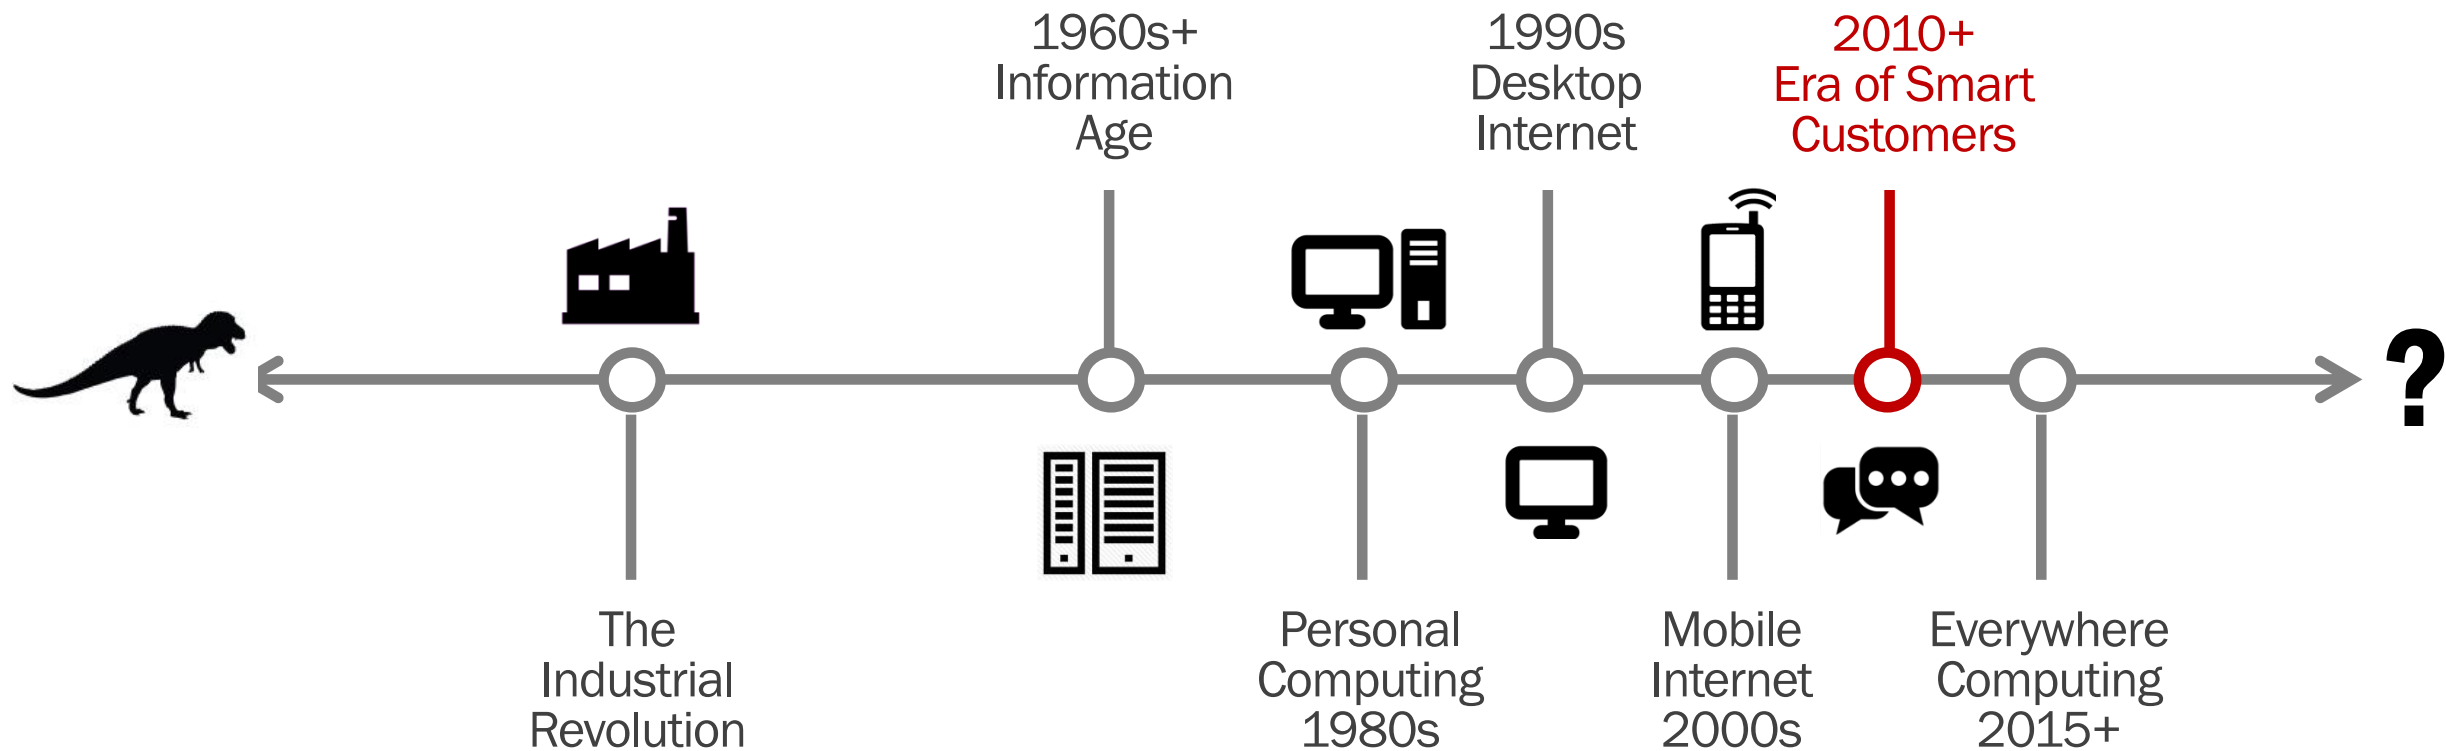 1960s+
Information
Age
1990s
Desktop
Internet
2010+
Era of Smart
Customers
?
The
Industrial
Revolution
Personal
Computing
1980s
Mobile
Internet
2000s
Everywhere
Computing
2015+